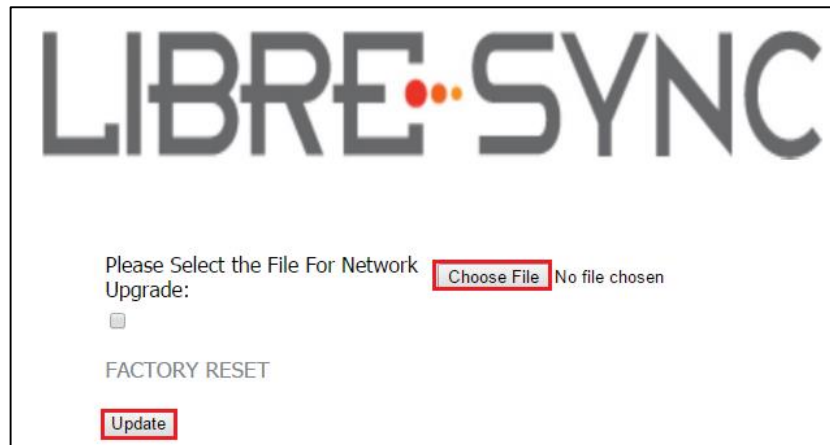 LIBRE SYNC
Please Select the File For Network
Upgrade:
Choose File No file chosen
FACTORY RESET
Update